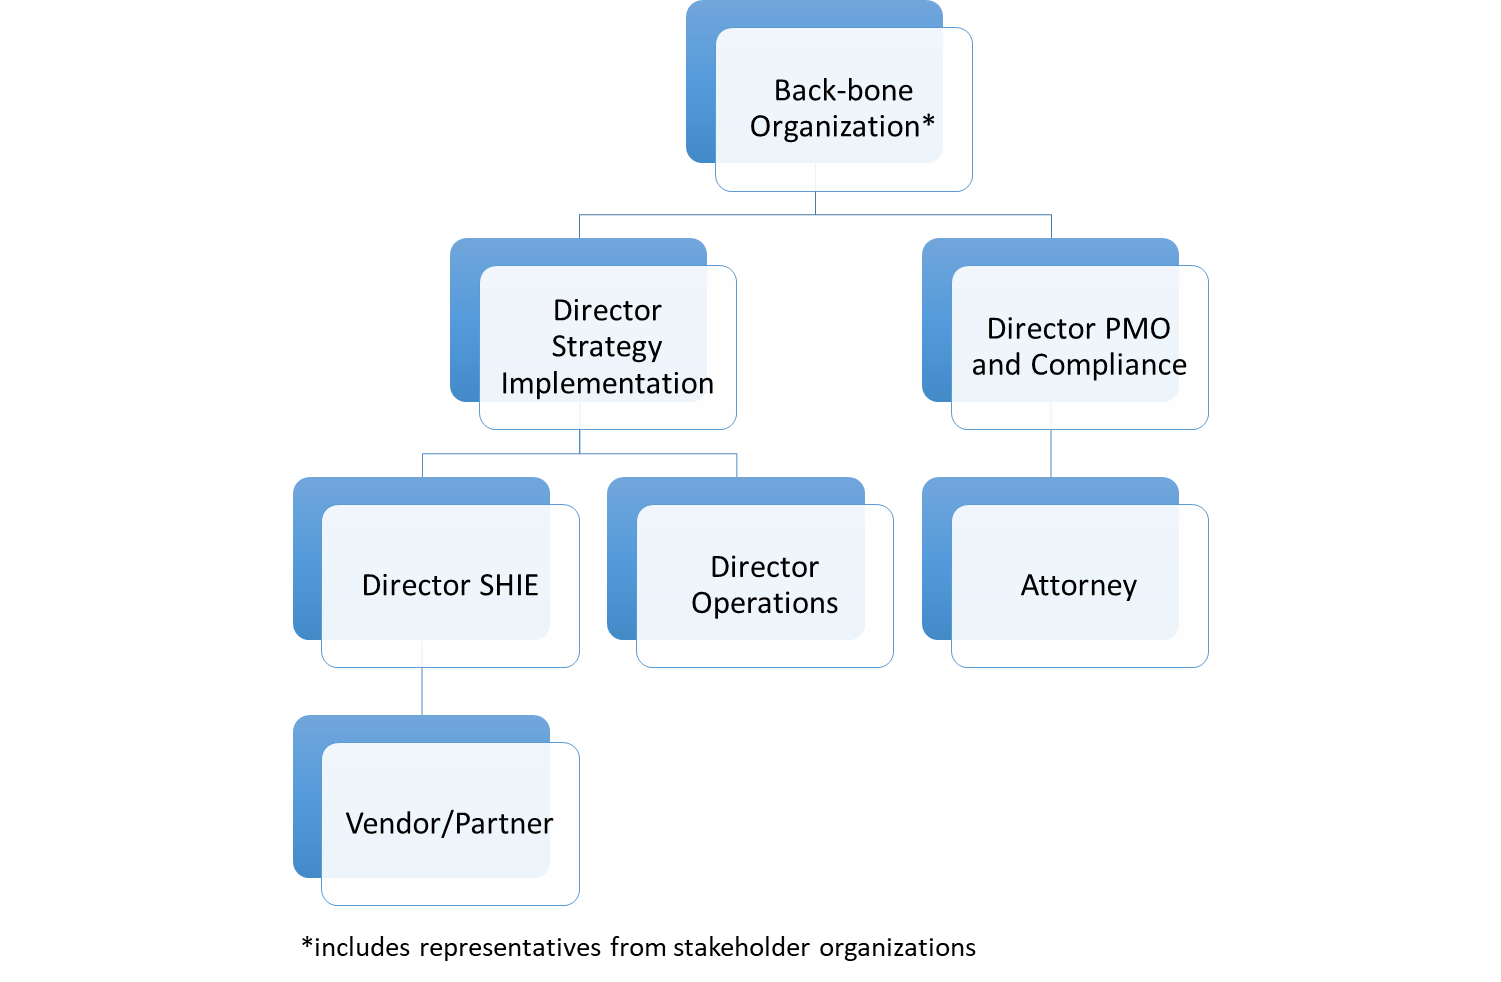 Back-bone
Organization*
Director
Strategy
Implementation
Director PMO
and Compliance
Director SHIE
Director
Operations
Attorney
Vendor/Partner
*includes representatives from stakeholder organizations